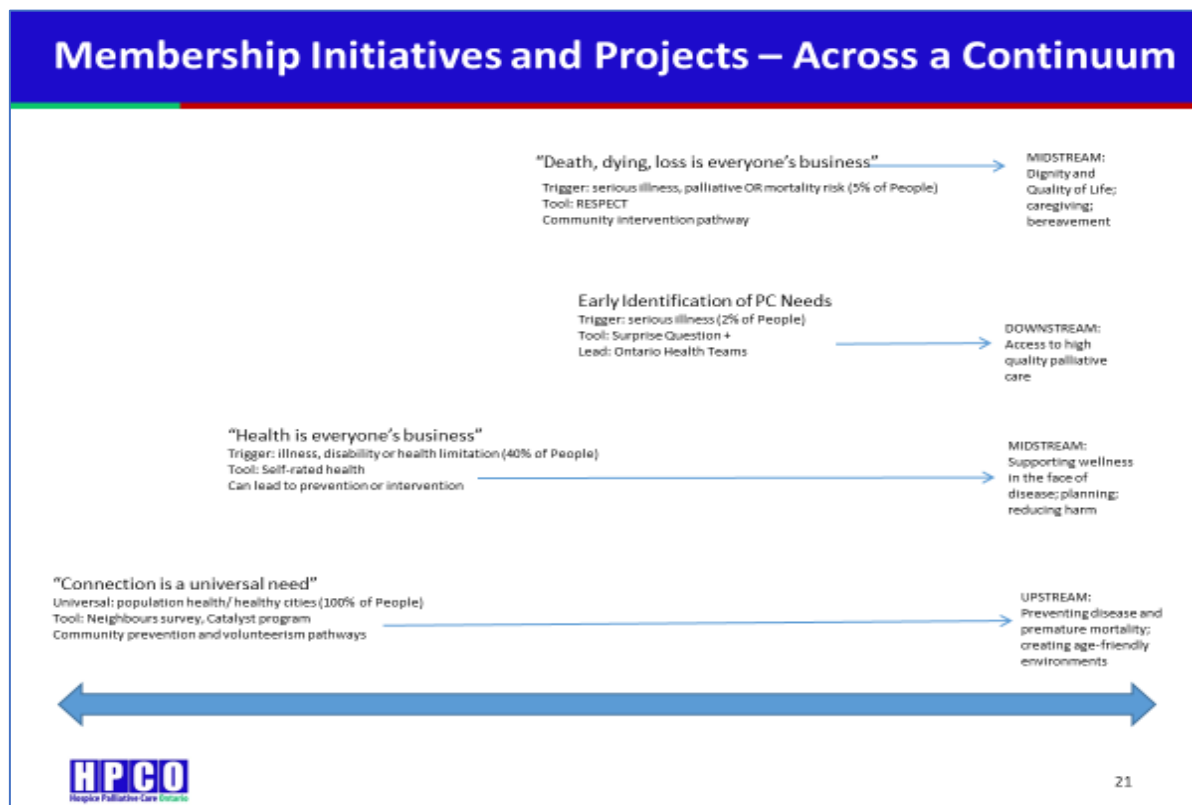 Membership Initiatives and Projects – Across a Continuum
“Death, dying, loss is everyone’s business”
Trigger: serious illness, palliative OR mortality risk (5% of People)
Tool: RESPECT
Community intervention pathway
MIDSTREAM:
Dignity and
Quality of Life;
caregiving;
bereavement
Early Identification of PC Needs
Trigger: serious illness (2% of People)
Tool: Surprise Question +
Lead: Ontario Health Teams
DOWNSTREAM:
Access to high
quality palliative
care
“Health is everyone’s business”
Trigger: illness, disability or health limitation (40% of People)
Tool: Self-rated health
Can lead to prevention or intervention
MIDSTREAM:
Supporting wellness
in the face of
disease; planning;
reducing harm
“Connection is a universal need”
Universal: population health/ healthy cities (100% of People)
Tool: Neighbours survey, Catalyst program
Community prevention and volunteerism pathways
UPSTREAM:
Preventing disease and
premature mortality;
creating age-friendly
environments
HPCO
Hospice Palliative Care Ontario
21